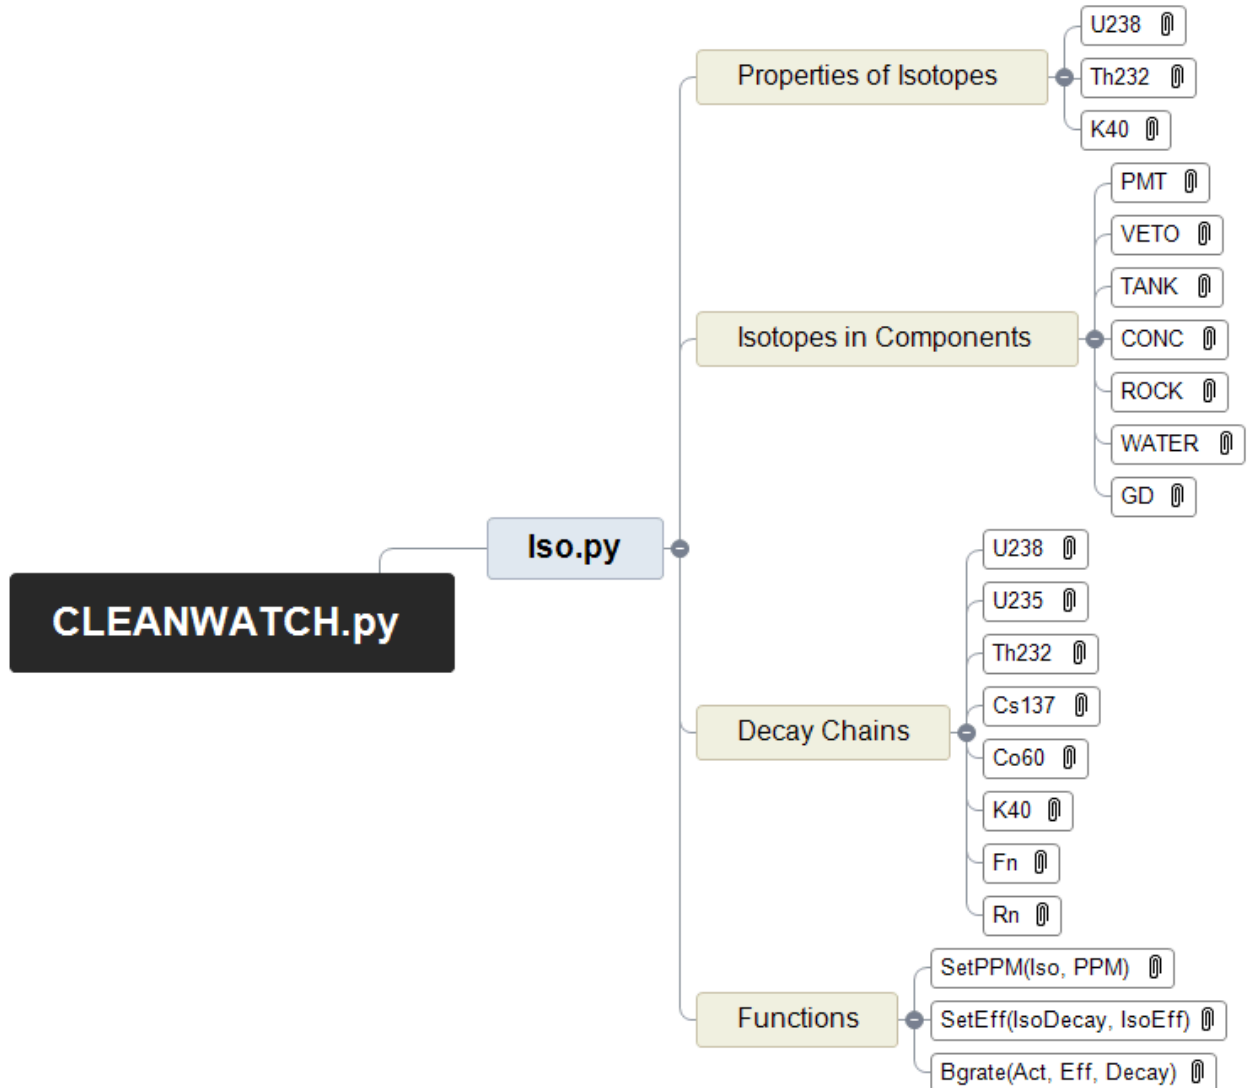 CLEANWATCH.py
Iso.py
Properties of Isotopes
U238
Th232
K40
Isotopes in Components
PMT
VETO
TANK
CONC
ROCK
WATER
GD
Decay Chains
U238
U235
Th232
Cs137
Co60
K40
Fn
Rn
Functions
SetPPM(Iso, PPM)
SetEff(IsoDecay, IsoEff)
Bgrate(Act, Eff, Decay)